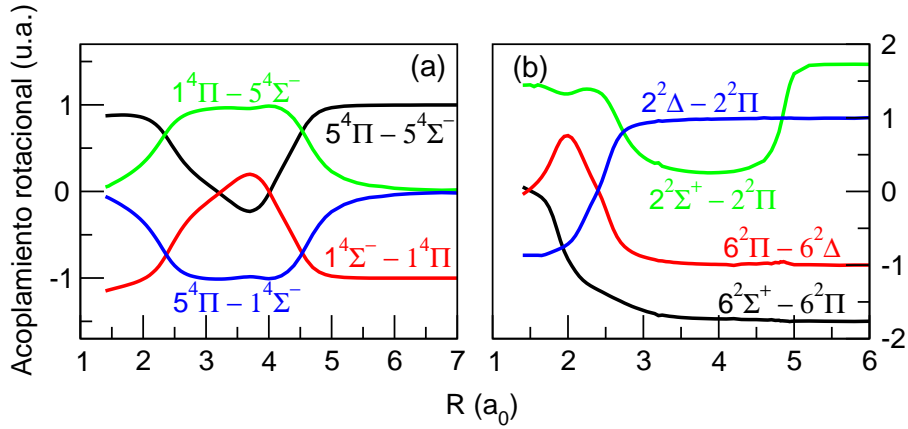 Acoplamiento rotacional (u.a.)
(a)
1⁴Π – 5⁴Σ⁻
5⁴Π – 5⁴Σ⁻
1⁴Σ⁻ – 1⁴Π
5⁴Π – 1⁴Σ⁻
1
0
-1
1 2 3 4 5 6 7
(b)
2²Δ – 2²Π
2²Σ⁺ – 2²Π
6²Π – 6²Δ
6²Σ⁺ – 6²Π
2
1
0
-1
-2
1 2 3 4 5 6
R (a₀)